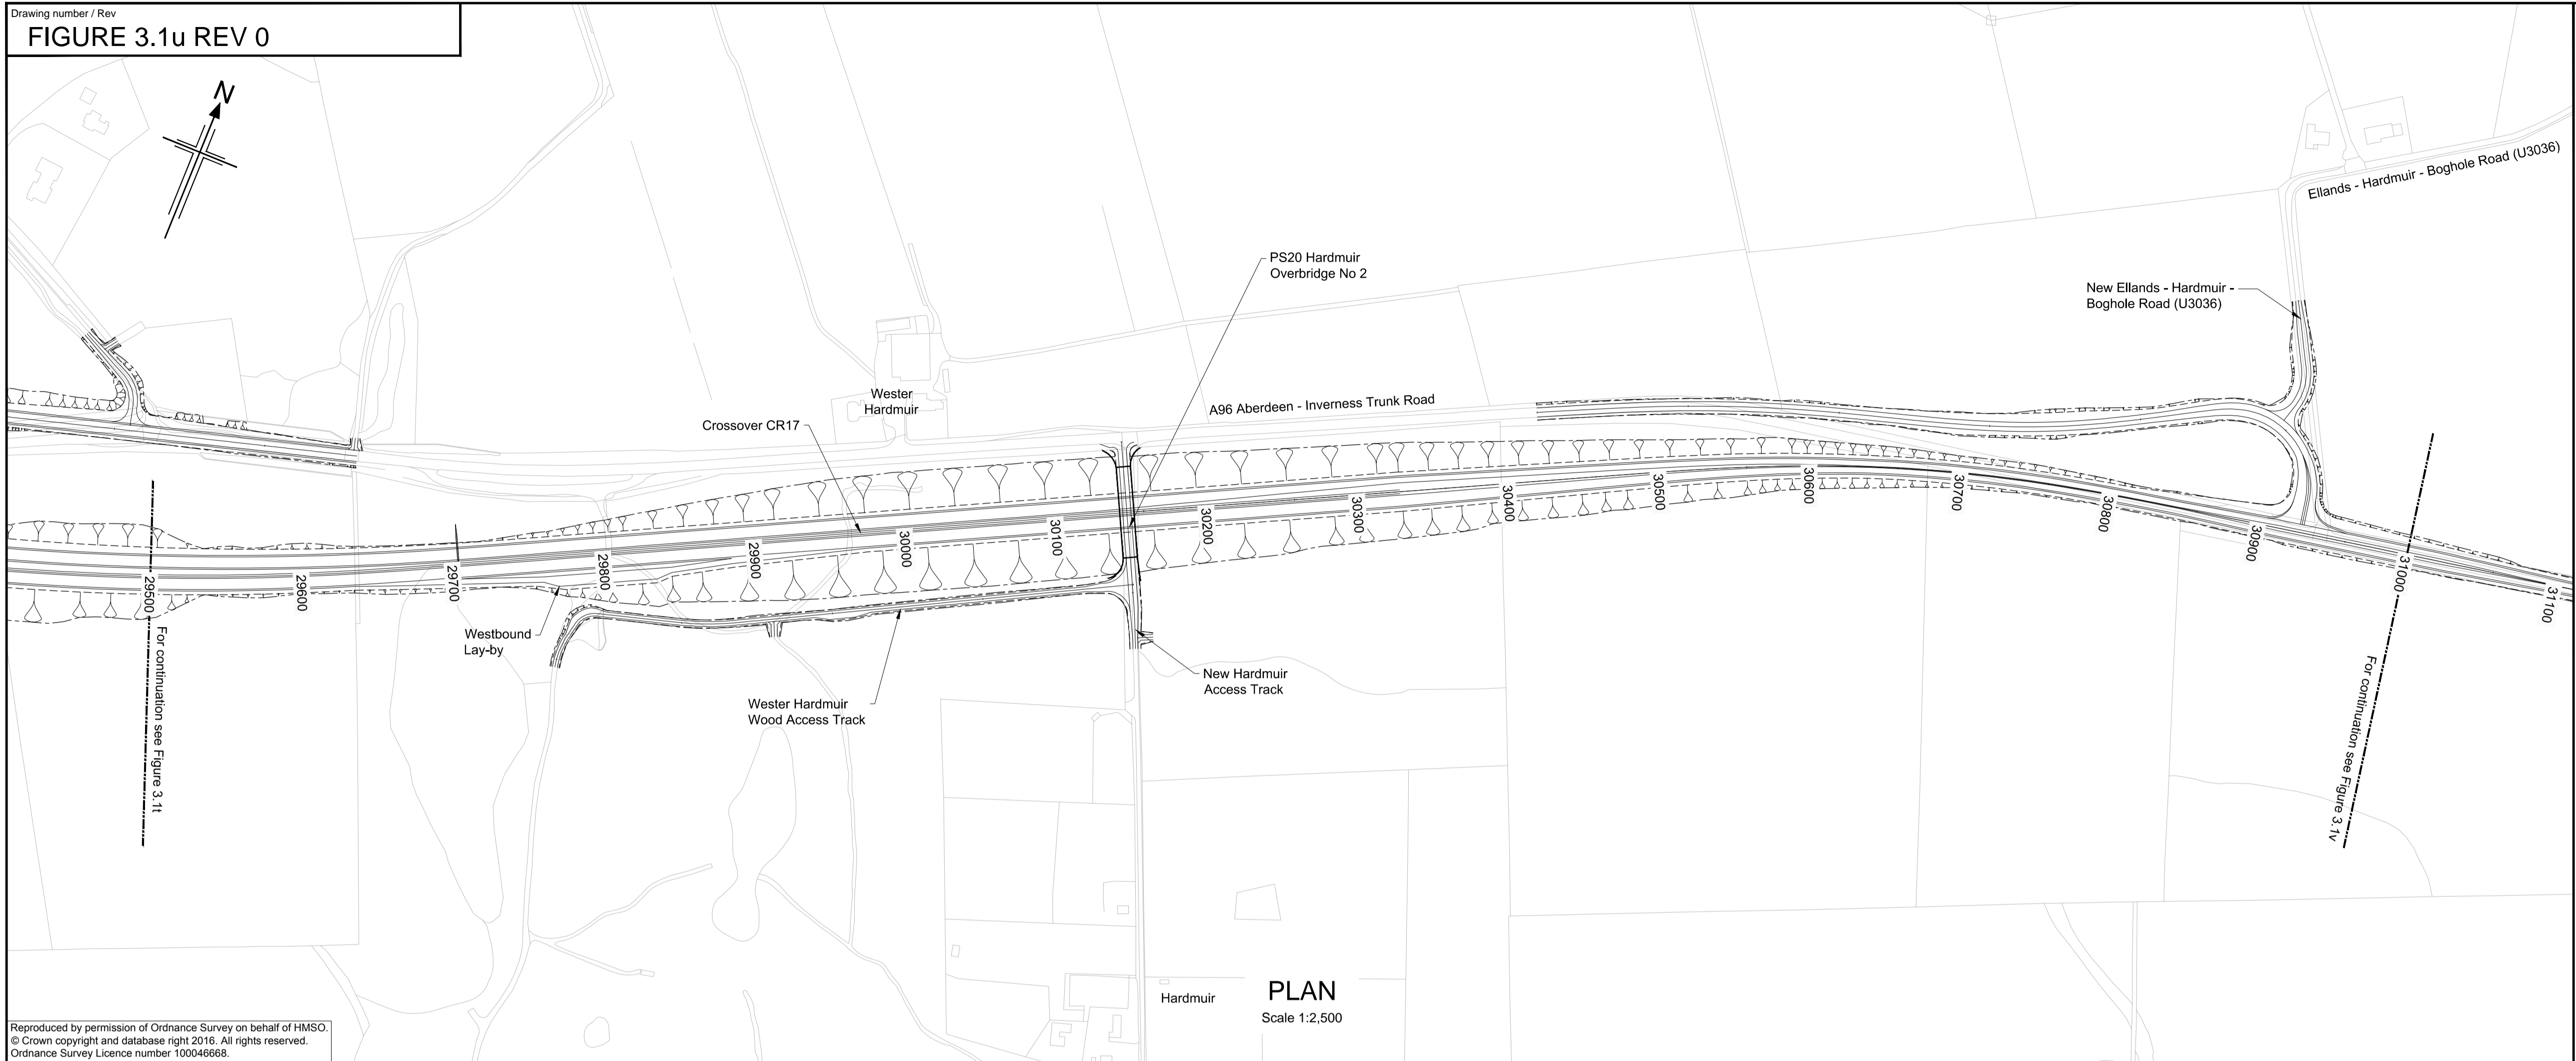 Drawing number / Rev
FIGURE 3.1u REV 0
N
Ellands - Hardmuir - Boghole Road (U3036)
PS20 Hardmuir
Overbridge No 2
New Ellands - Hardmuir -
Boghole Road (U3036)
Wester
Hardmuir
A96 Aberdeen - Inverness Trunk Road
Crossover CR17
29500
29600
29700
29800
29900
30000
30100
30200
30300
30400
30500
30600
30700
30800
30900
31000
31100
Westbound
Lay-by
For continuation see Figure 3.1t
Wester Hardmuir
Wood Access Track
New Hardmuir
Access Track
For continuation see Figure 3.1v
Hardmuir
PLAN
Scale 1:2,500
Reproduced by permission of Ordnance Survey on behalf of HMSO.
© Crown copyright and database right 2016. All rights reserved.
Ordnance Survey Licence number 100046668.